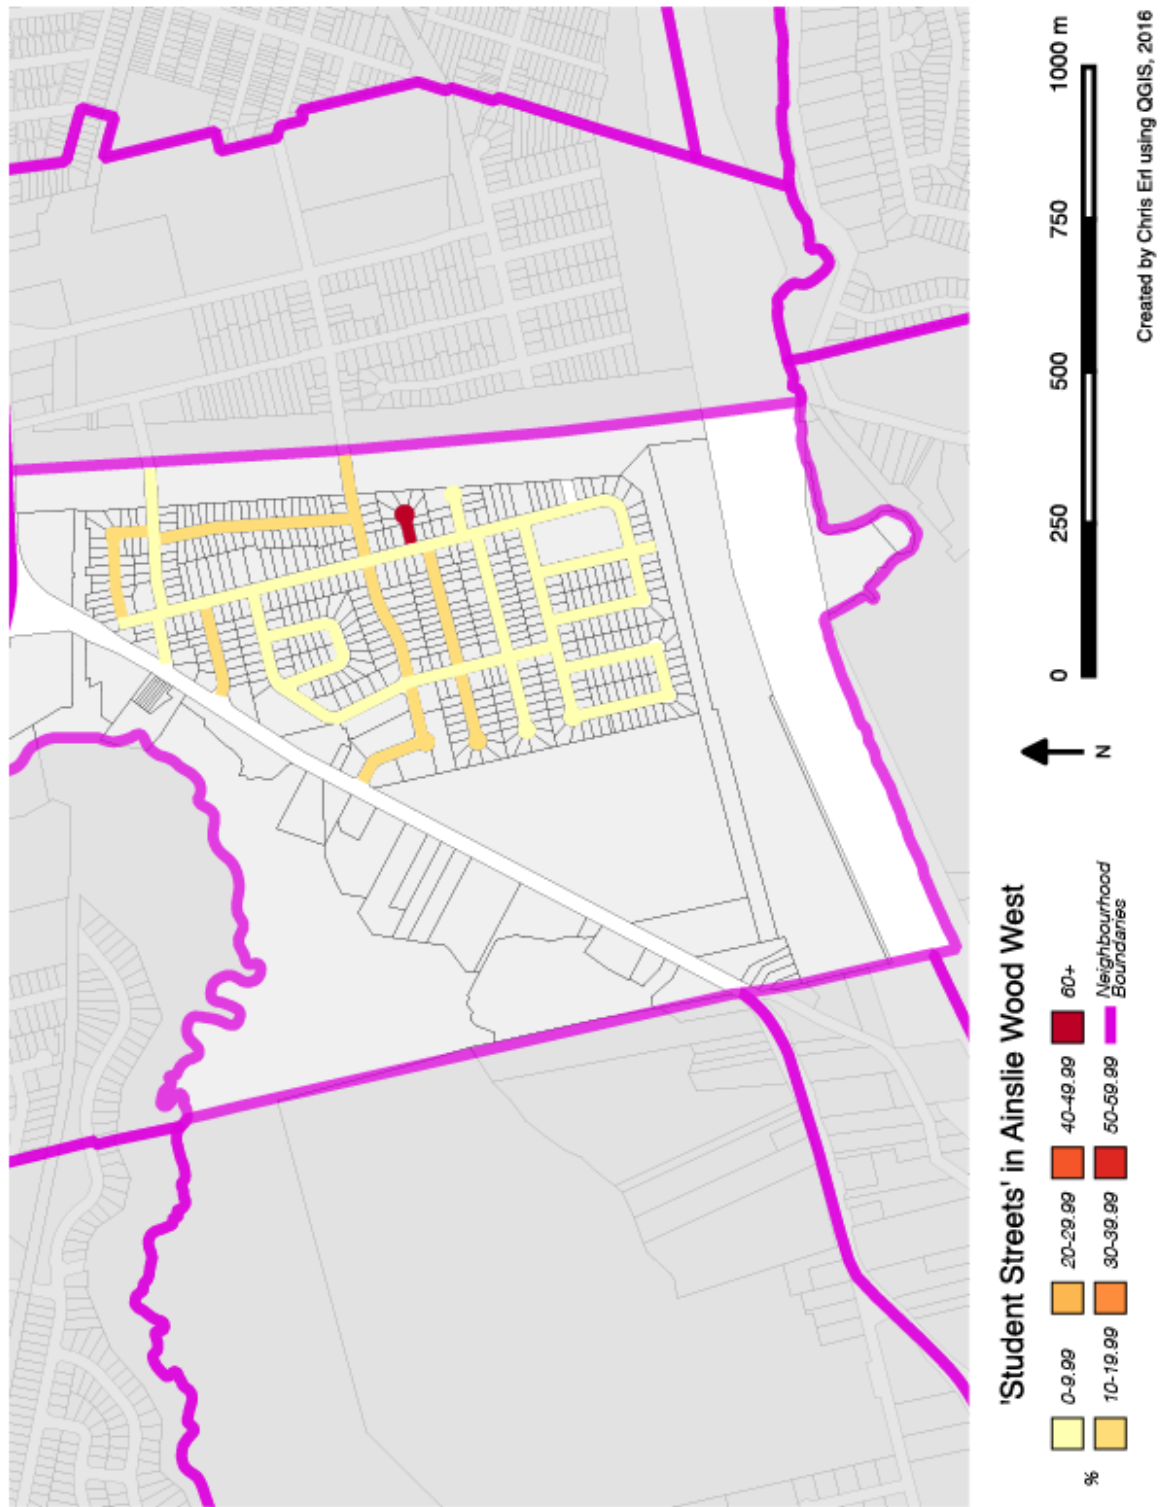 'Student Streets' in Ainslie Wood West
% 0-9.99 20-29.99 40-49.99 60+
10-19.99 30-39.99 50-59.99 Neighbourhood
Boundaries
N
0 250 500 750 1000 m
Created by Chris Erl using QGIS, 2016